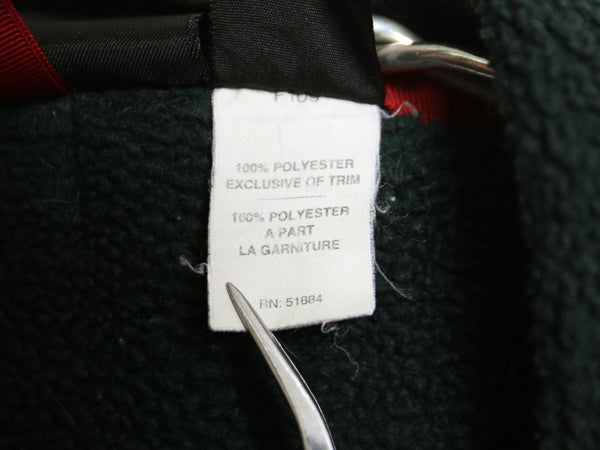 100% POLYESTER
EXCLUSIVE OF TRIM
100% POLYESTER
A PART
LA GARNITURE
RN: 51884